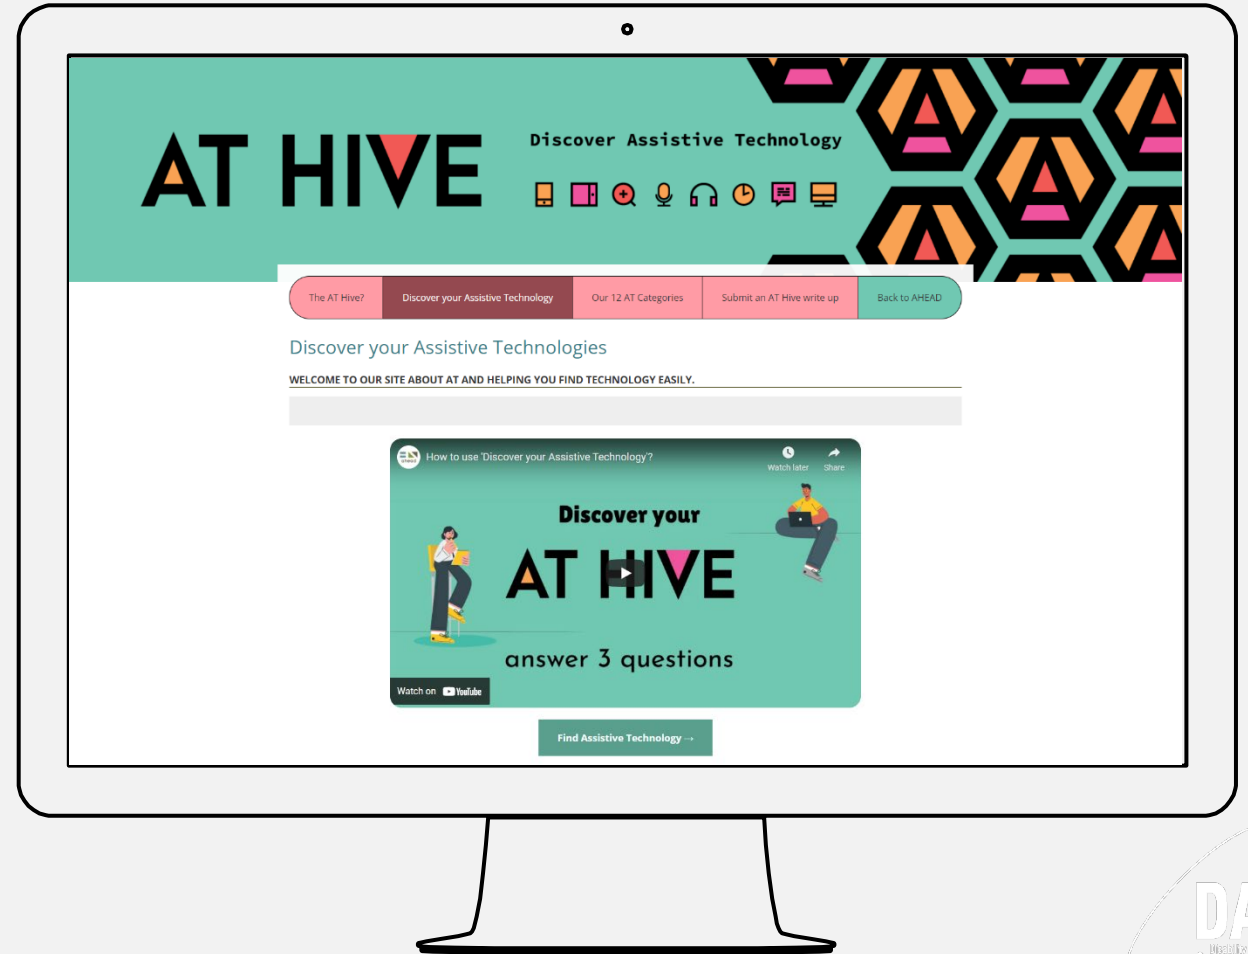 AT HIVE
Discover Assistive Technology
The AT Hive?
Discover your Assistive Technology
Our 12 AT Categories
Submit an AT Hive write up
Back to AHEAD
Discover your Assistive Technologies
WELCOME TO OUR SITE ABOUT AT AND HELPING YOU FIND TECHNOLOGY EASILY.
How to use 'Discover your Assistive Technology'?
Watch later
Share
Discover your
AT HIVE
answer 3 questions
Watch on YouTube
Find Assistive Technology →